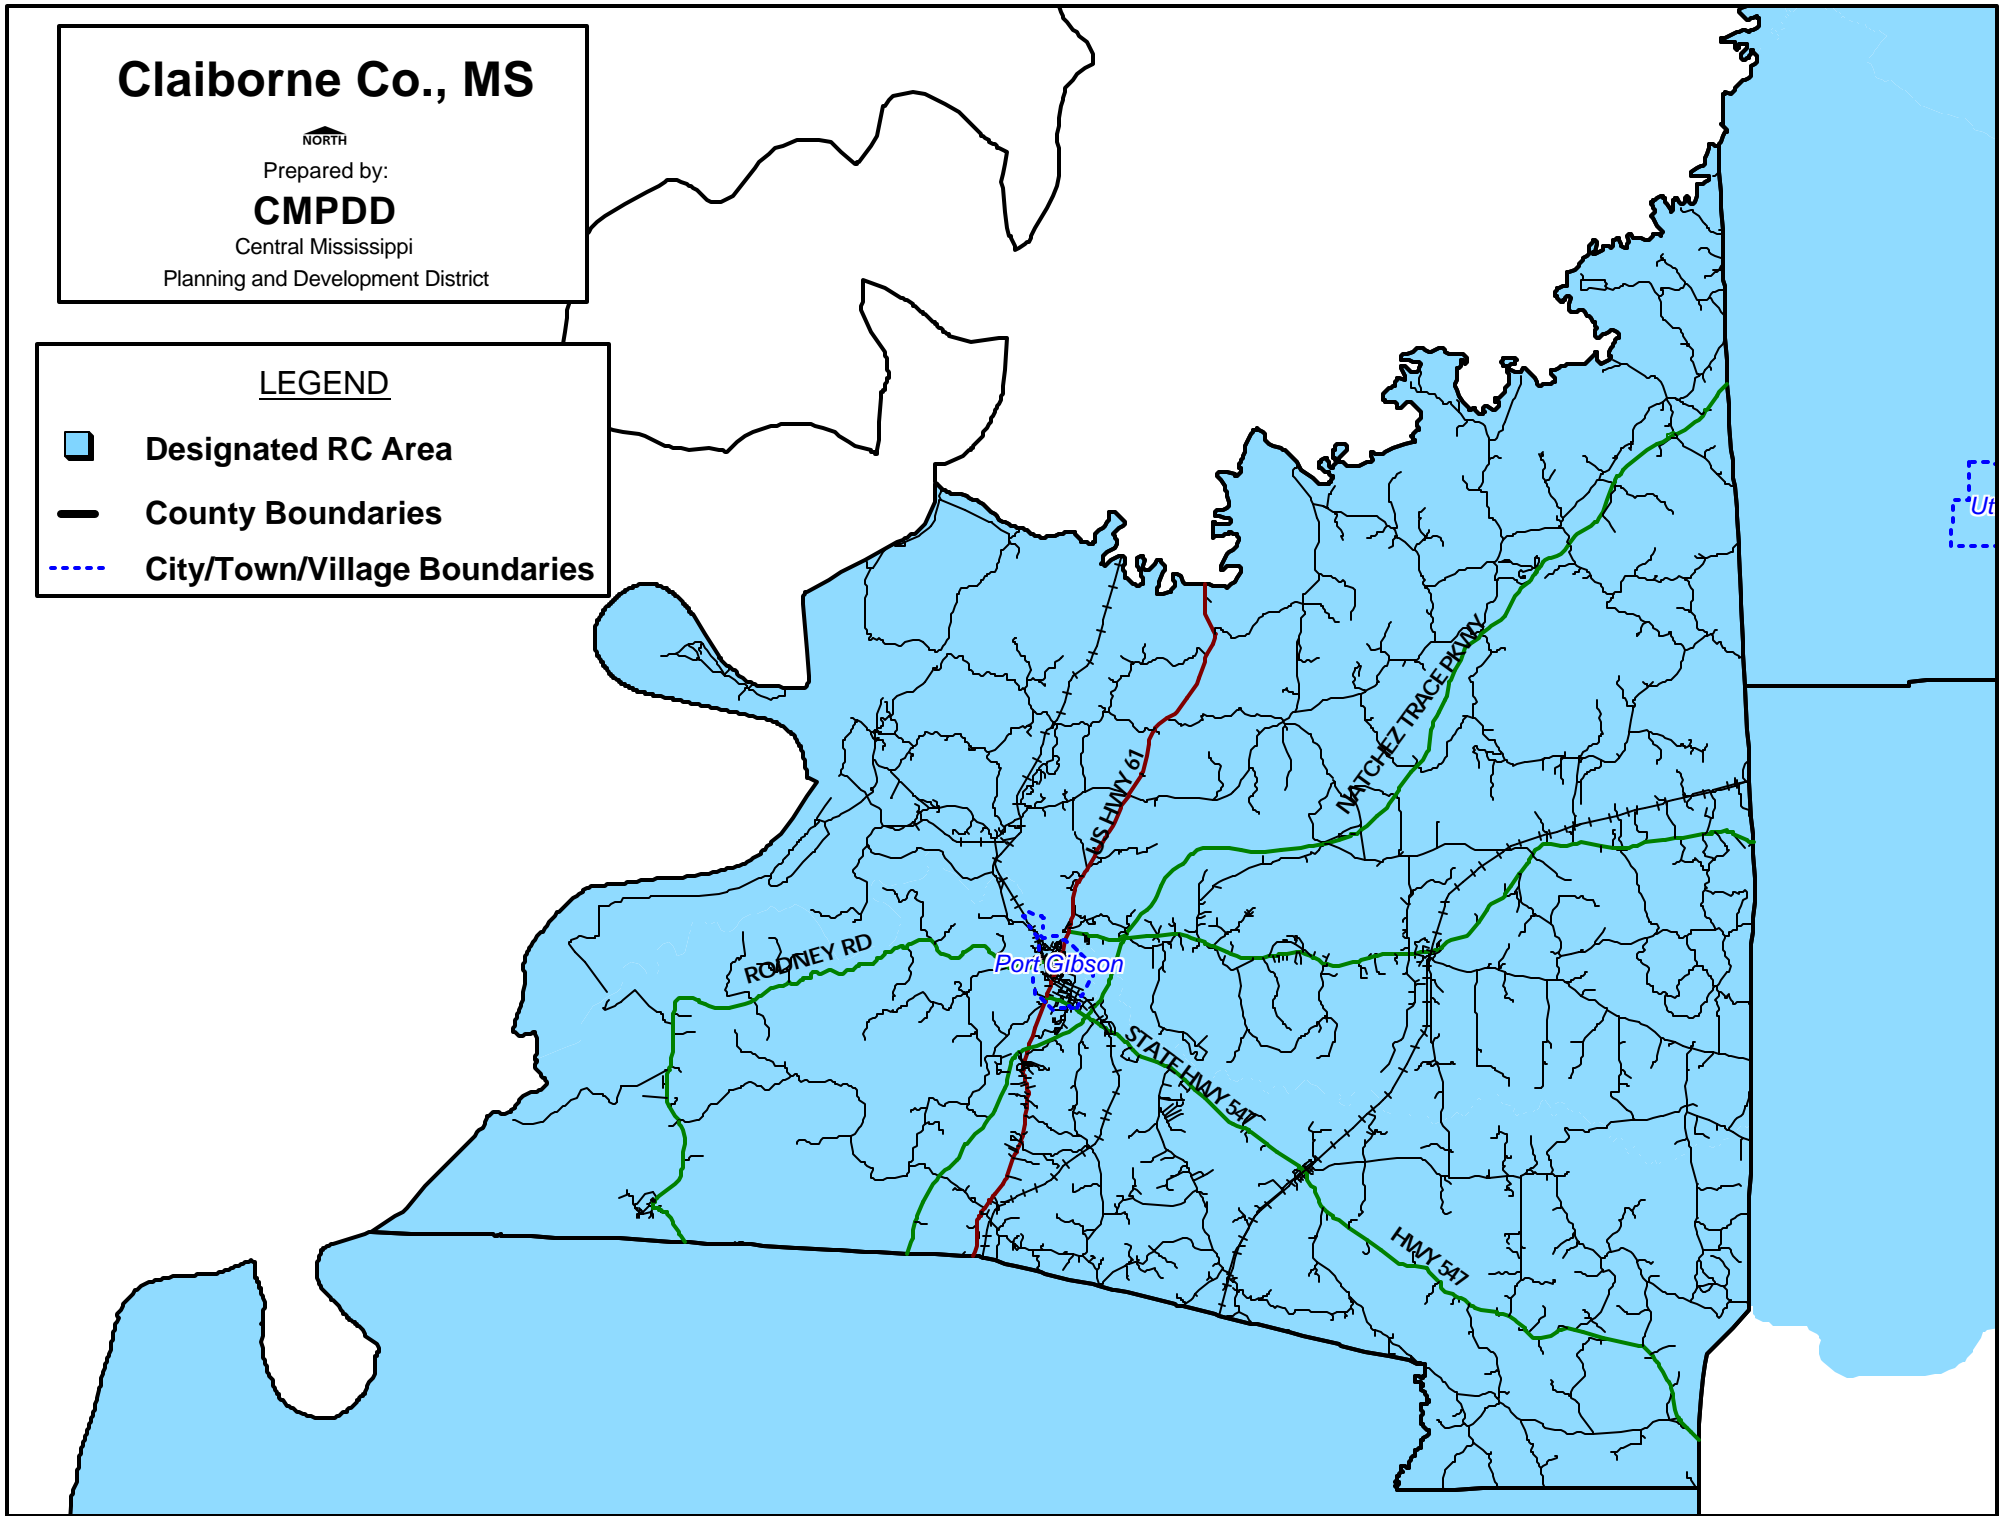 Claiborne Co., MS
NORTH
Prepared by:
CMPDD
Central Mississippi
Planning and Development District
LEGEND
Designated RC Area
County Boundaries
City/Town/Village Boundaries
Ut
NATCHEZ TRACE PKWY
US HWY 61
RODNEY RD
Port Gibson
STATE HWY 547
HWY 547